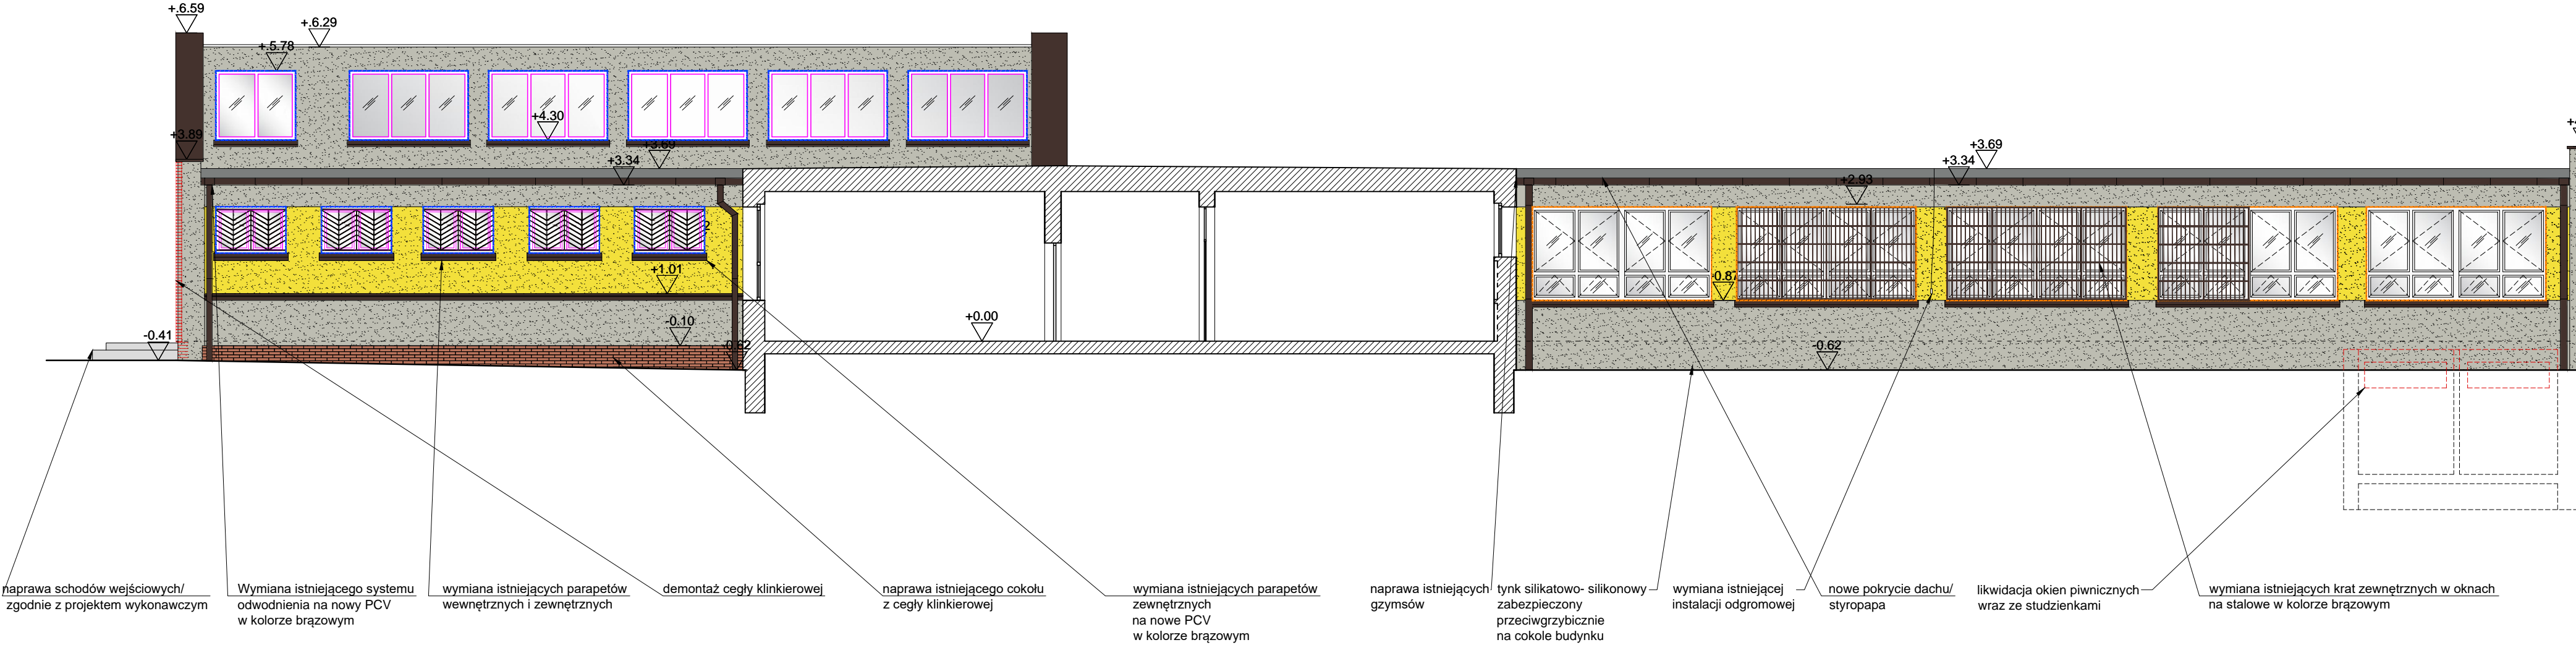 +.6.59
+.6.29
+.5.78
+4.30
+3.89
+3.69
+3.34
+1.01
-0.10
-0.41
+0.00
+3.69
+3.34
+2.93
-0.62
naprawa schodów wejściowych/
zgodnie z projektem wykonawczym
Wymiana istniejącego systemu
odwodnienia na nowy PCV
w kolorze brązowym
wymiana istniejących parapetów
wewnętrznych i zewnętrznych
demontaż cegły klinkierowej
naprawa istniejącego cokołu
z cegły klinkierowej
wymiana istniejących parapetów
zewnętrznych
na nowe PCV
w kolorze brązowym
naprawa istniejących
gzymsów
tynk silikatowo- silikonowy
zabezpieczony
przeciwgrzybicznie
na cokole budynku
wymiana istniejącej
instalacji odgromowej
nowe pokrycie dachu/
styropapa
likwidacja okien piwnicznych
wraz ze studzienkami
wymiana istniejących krat zewnętrznych w oknach
na stalowe w kolorze brązowym